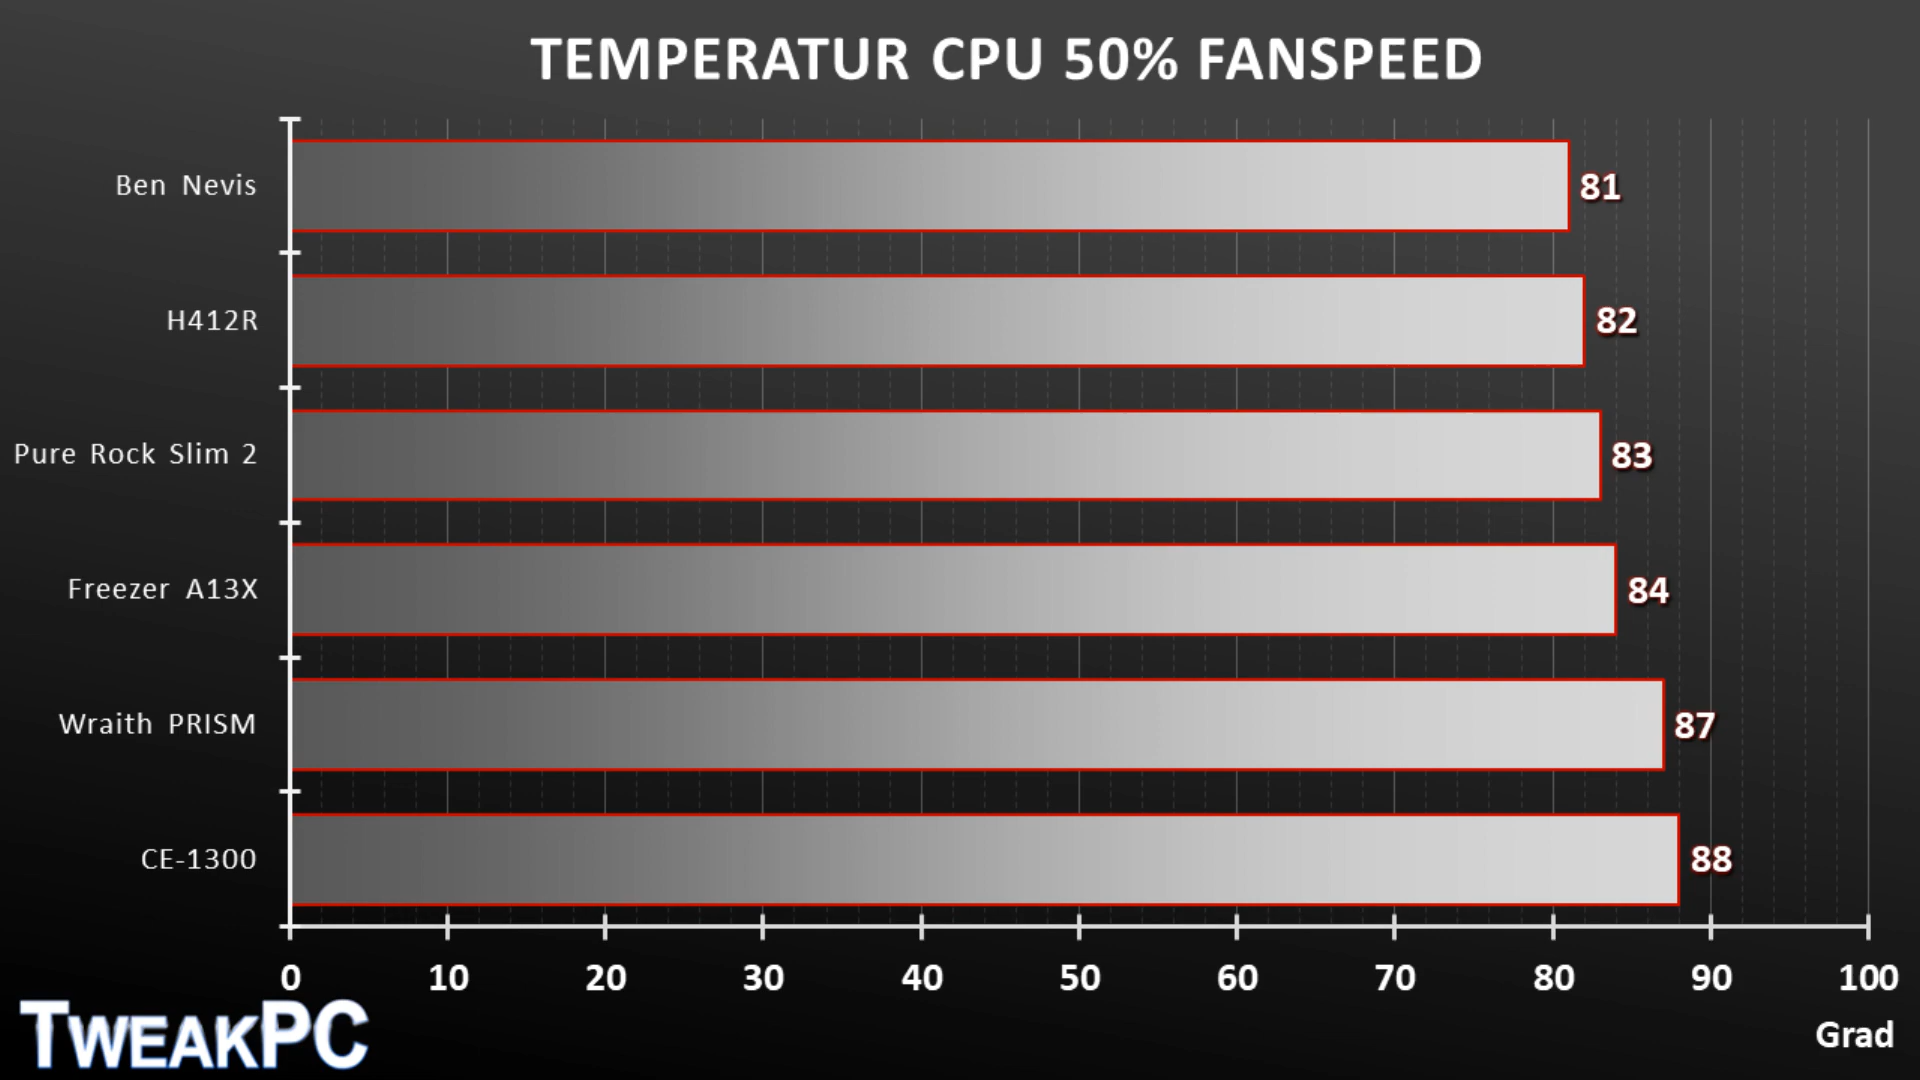 TEMPERATUR CPU 50% FANSPEED
Ben Nevis 81
H412R 82
Pure Rock Slim 2 83
Freezer A13X 84
Wraith PRISM 87
CE-1300 88
0 10 20 30 40 50 60 70 80 90 100
TWEAKPC
Grad